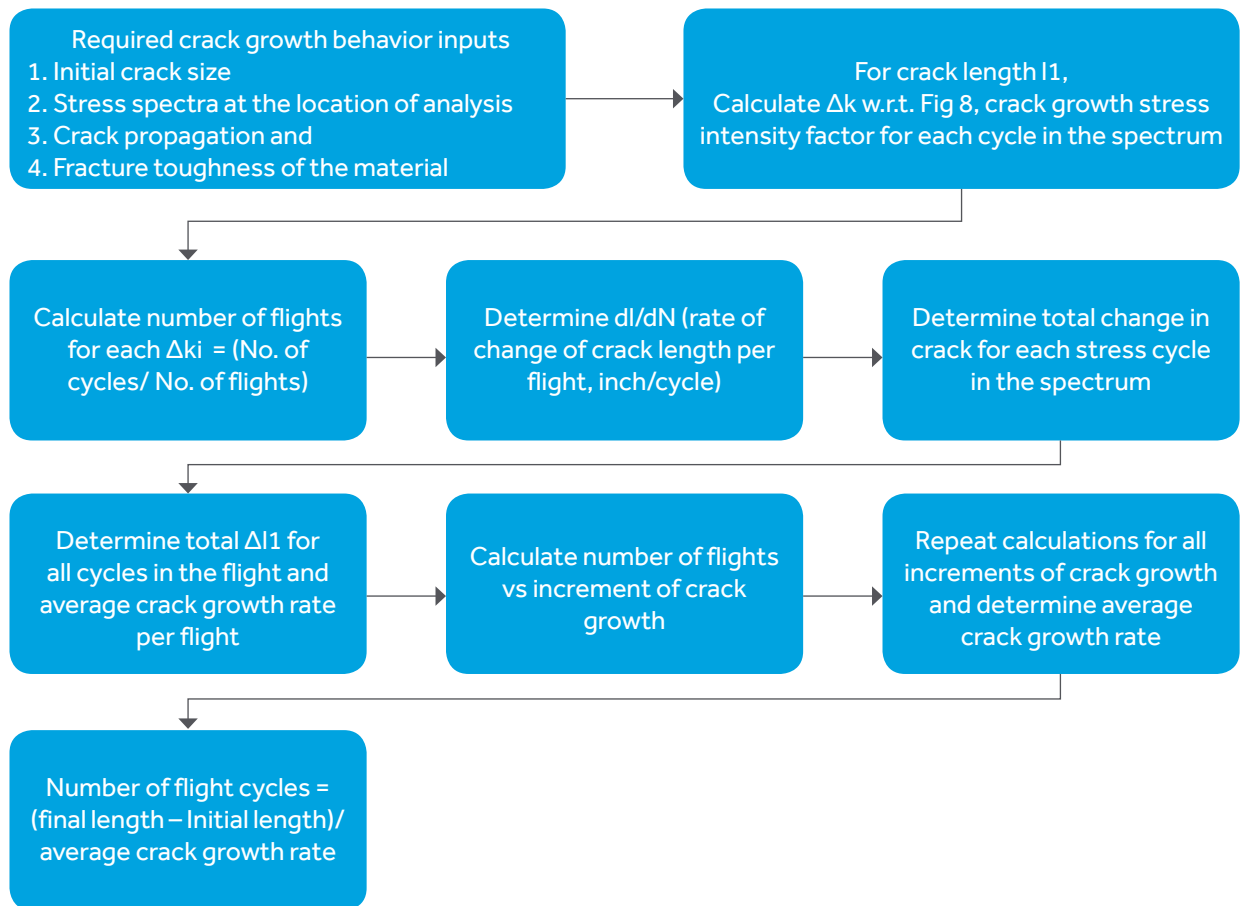 Required crack growth behavior inputs
1. Initial crack size
2. Stress spectra at the location of analysis
3. Crack propagation and
4. Fracture toughness of the material
For crack length l1,
Calculate Δk w.r.t. Fig 8, crack growth stress
intensity factor for each cycle in the spectrum
Calculate number of flights
for each Δki = (No. of
cycles/ No. of flights)
Determine dl/dN (rate of
change of crack length per
flight, inch/cycle)
Determine total change in
crack for each stress cycle
in the spectrum
Determine total Δl1 for
all cycles in the flight and
average crack growth rate
per flight
Calculate number of flights
vs increment of crack
growth
Repeat calculations for all
increments of crack growth
and determine average
crack growth rate
Number of flight cycles =
(final length – Initial length)/
average crack growth rate